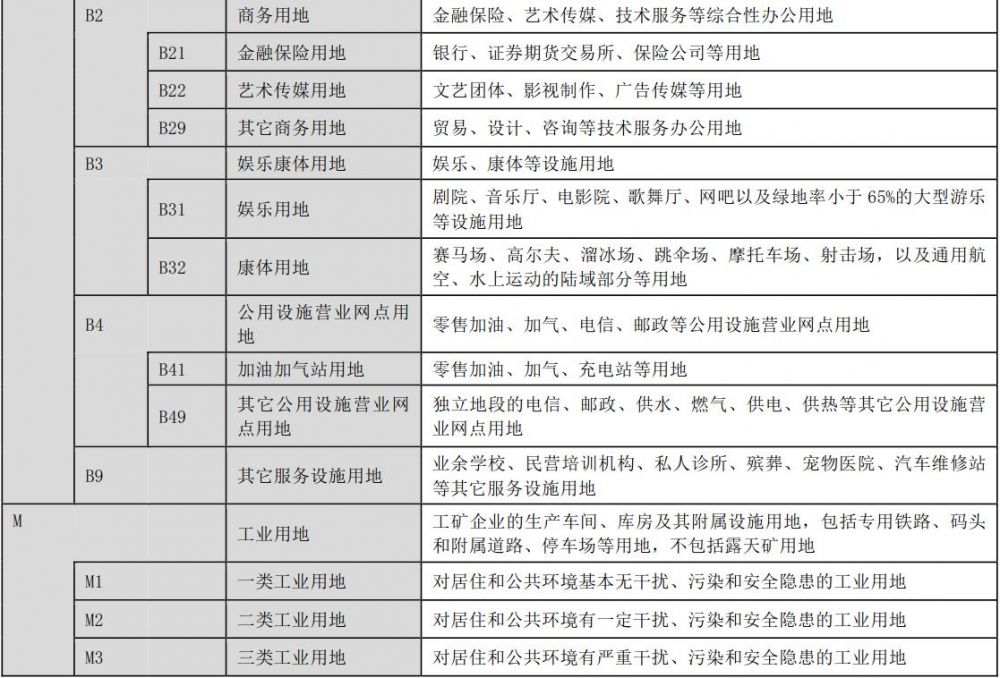 B2 商务用地 金融保险、艺术传媒、技术服务等综合性办公用地
B21 金融保险用地 银行、证券期货交易所、保险公司等用地
B22 艺术传媒用地 文艺团体、影视制作、广告传媒等用地
B29 其它商务用地 贸易、设计、咨询等技术服务办公用地
B3 娱乐康体用地 娱乐、康体等设施用地
B31 娱乐用地 剧院、音乐厅、电影院、歌舞厅、网吧以及绿地率小于 65%的大型游乐
等设施用地
B32 康体用地 赛马场、高尔夫、溜冰场、跳伞场、摩托车场、射击场，以及通用航
空、水上运动的陆域部分等用地
B4 公用设施营业网点用
地 零售加油、加气、电信、邮政等公用设施营业网点用地
B41 加油加气站用地 零售加油、加气、充电站等用地
B49 其它公用设施营业网
点用地 独立地段的电信、邮政、供水、燃气、供电、供热等其它公用设施营
业网点用地
B9 其它服务设施用地 业余学校、民营培训机构、私人诊所、殡葬、宠物医院、汽车维修站
等其它服务设施用地
M 工业用地 工矿企业的生产车间、库房及其附属设施用地，包括专用铁路、码头
和附属道路、停车场等用地，不包括露天矿用地
M1 一类工业用地 对居住和公共环境基本无干扰、污染和安全隐患的工业用地
M2 二类工业用地 对居住和公共环境有一定干扰、污染和安全隐患的工业用地
M3 三类工业用地 对居住和公共环境有严重干扰、污染和安全隐患的工业用地